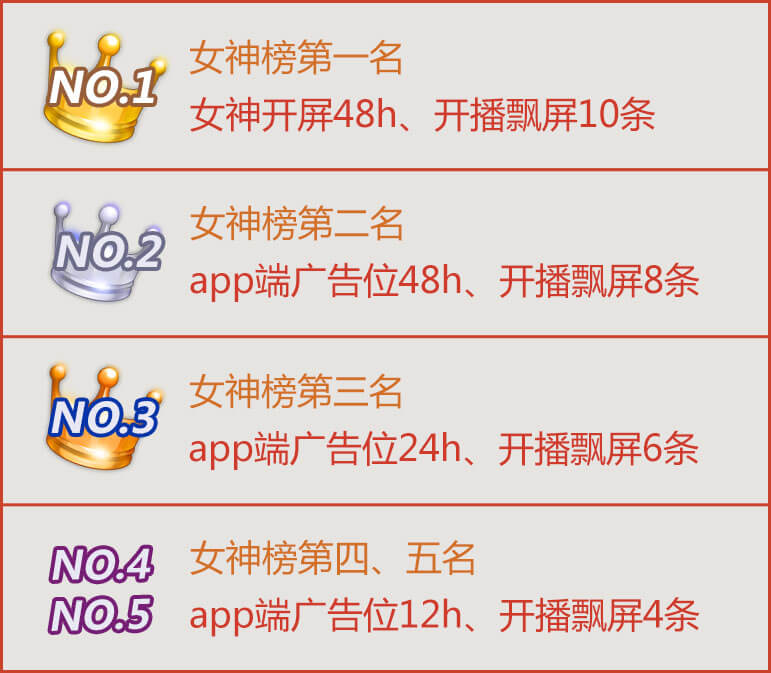 NO.1
女神榜第一名
女神开屏48h、开播飘屏10条
NO.2
女神榜第二名
app端广告位48h、开播飘屏8条
NO.3
女神榜第三名
app端广告位24h、开播飘屏6条
NO.4
NO.5
女神榜第四、五名
app端广告位12h、开播飘屏4条